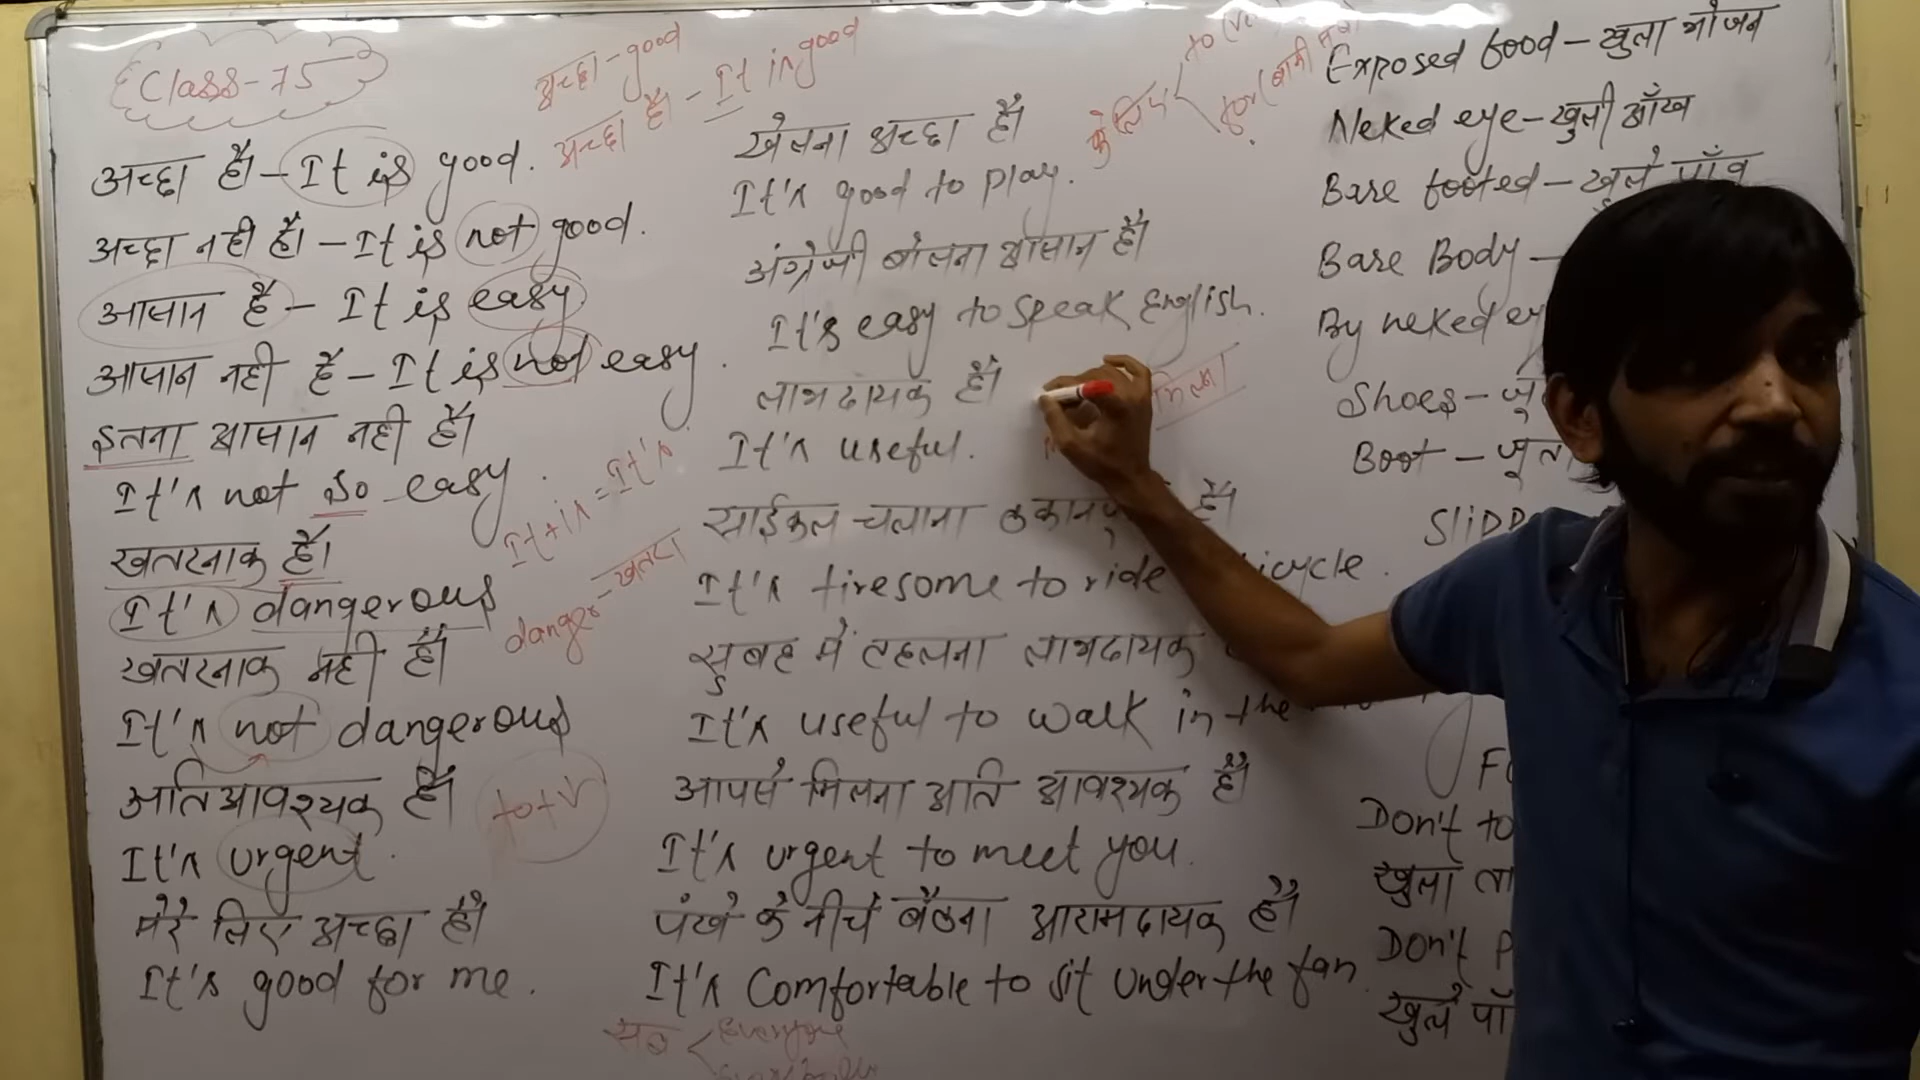 Class-75
अच्छा-good
अच्छा है - It is good
अच्छा है। - It is good.
अच्छा नही है। - It is not good.
आसान है - It is easy
आसान नही है - It is not easy.
इतना आसान नही है।
It's not so easy.
It+is = It's
खतरनाक है।
It's dangerous
danger-खतरा
खतरनाक नही है।
It's not dangerous
अतिआवश्यक है।
to+V
It's urgent.
मेरे लिए अच्छा है।
It's good for me.
खेलना अच्छा है।
It's good to play.
के लिए
to
for
अंग्रेजी बोलना आसान है।
It's easy to speak English.
लाभदायक है।
मिलना
It's useful.
साईकल चलाना है।
It's tiresome to ride
सुबह में टहलना लाभदायक
It's useful to walk in the
आपसे मिलना अति आवश्यक है।
It's urgent to meet you.
पंखे के नीचे बैठना आरामदायक है।
It's Comfortable to sit under the fan.
सब
Everyone
Exposed food - खुला भोजन
Neked eye - खुली आँख
Bare footed - खुले पाँव
Bare Body -
By neked
Shoes -
Boot -
Don't to
खुला
Don't
खुले